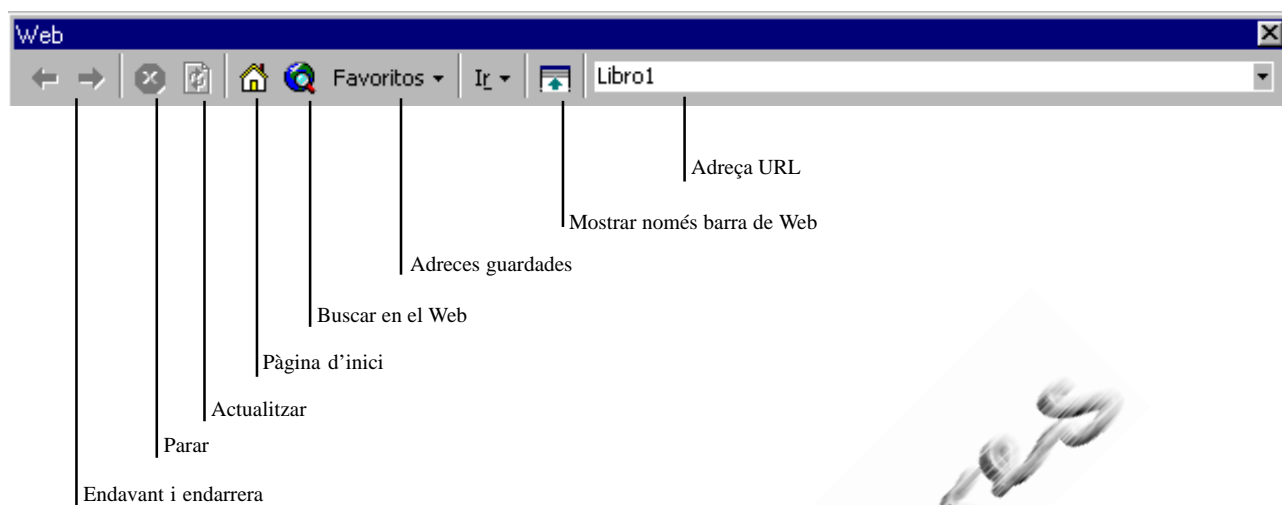 Web
Favoritos Ir Libro1
Adreça URL
Mostrar només barra de Web
Adreces guardades
Buscar en el Web
Pàgina d’inici
Actualitzar
Parar
Endavant i endarrera